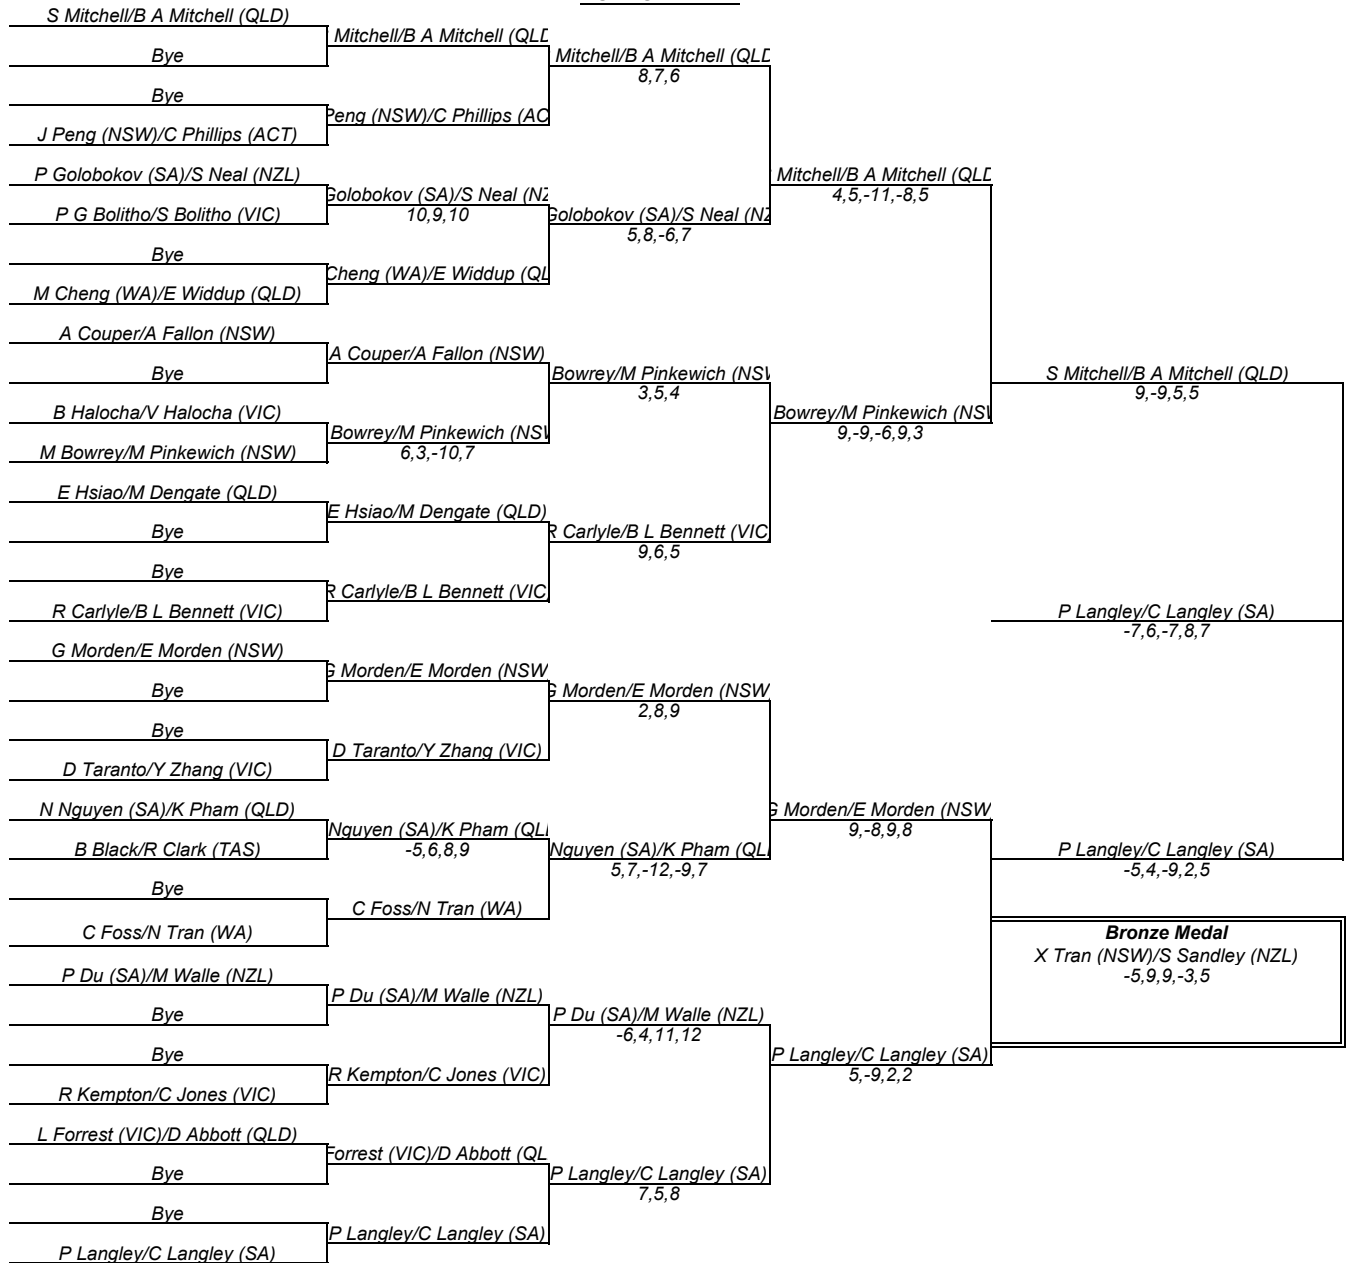 S Mitchell/B A Mitchell (QLD)
Bye
Bye
J Peng (NSW)/C Phillips (ACT)
P Golobokov (SA)/S Neal (NZL)
P G Bolitho/S Bolitho (VIC)
Bye
M Cheng (WA)/E Widdup (QLD)
A Couper/A Fallon (NSW)
Bye
B Halocha/V Halocha (VIC)
M Bowrey/M Pinkewich (NSW)
E Hsiao/M Dengate (QLD)
Bye
Bye
R Carlyle/B L Bennett (VIC)
G Morden/E Morden (NSW)
Bye
Bye
D Taranto/Y Zhang (VIC)
N Nguyen (SA)/K Pham (QLD)
B Black/R Clark (TAS)
Bye
C Foss/N Tran (WA)
P Du (SA)/M Walle (NZL)
Bye
Bye
R Kempton/C Jones (VIC)
L Forrest (VIC)/D Abbott (QLD)
Bye
Bye
P Langley/C Langley (SA)
Mitchell/B A Mitchell (QLD
Peng (NSW)/C Phillips (AC
Golobokov (SA)/S Neal (NZ
10,9,10
Cheng (WA)/E Widdup (QL
A Couper/A Fallon (NSW)
Bowrey/M Pinkewich (NSW
6,3,-10,7
E Hsiao/M Dengate (QLD)
R Carlyle/B L Bennett (VIC
G Morden/E Morden (NSW
D Taranto/Y Zhang (VIC)
Nguyen (SA)/K Pham (QL
-5,6,8,9
C Foss/N Tran (WA)
P Du (SA)/M Walle (NZL)
R Kempton/C Jones (VIC)
Forrest (VIC)/D Abbott (QL
P Langley/C Langley (SA)
Mitchell/B A Mitchell (QLD
8,7,6
Golobokov (SA)/S Neal (NZ
5,8,-6,7
Bowrey/M Pinkewich (NSW
3,5,4
R Carlyle/B L Bennett (VIC)
9,6,5
G Morden/E Morden (NSW
2,8,9
Nguyen (SA)/K Pham (QL
5,7,-12,-9,7
P Du (SA)/M Walle (NZL)
-6,4,11,12
P Langley/C Langley (SA)
7,5,8
Mitchell/B A Mitchell (QLD
4,5,-11,-8,5
Bowrey/M Pinkewich (NSW
9,-9,-6,9,3
G Morden/E Morden (NSW
9,-8,9,8
P Langley/C Langley (SA)
5,-9,2,2
S Mitchell/B A Mitchell (QLD)
9,-9,5,5
P Langley/C Langley (SA)
-7,6,-7,8,7
P Langley/C Langley (SA)
-5,4,-9,2,5
Bronze Medal
X Tran (NSW)/S Sandley (NZL)
-5,9,9,-3,5